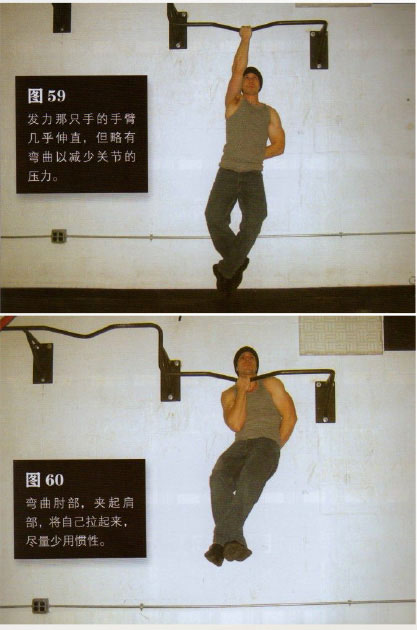 图 59
发力那只手的手臂
几乎伸直，但略有
弯曲以减少关节的
压力。
图 60
弯曲肘部，夹起肩
部，将自己拉起来，
尽量少用惯性。